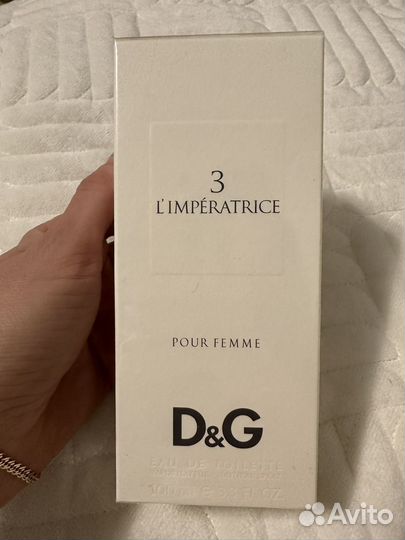 3
L'IMPÉRATRICE
POUR FEMME
D&G
EAU DE TOILETTE
Avito